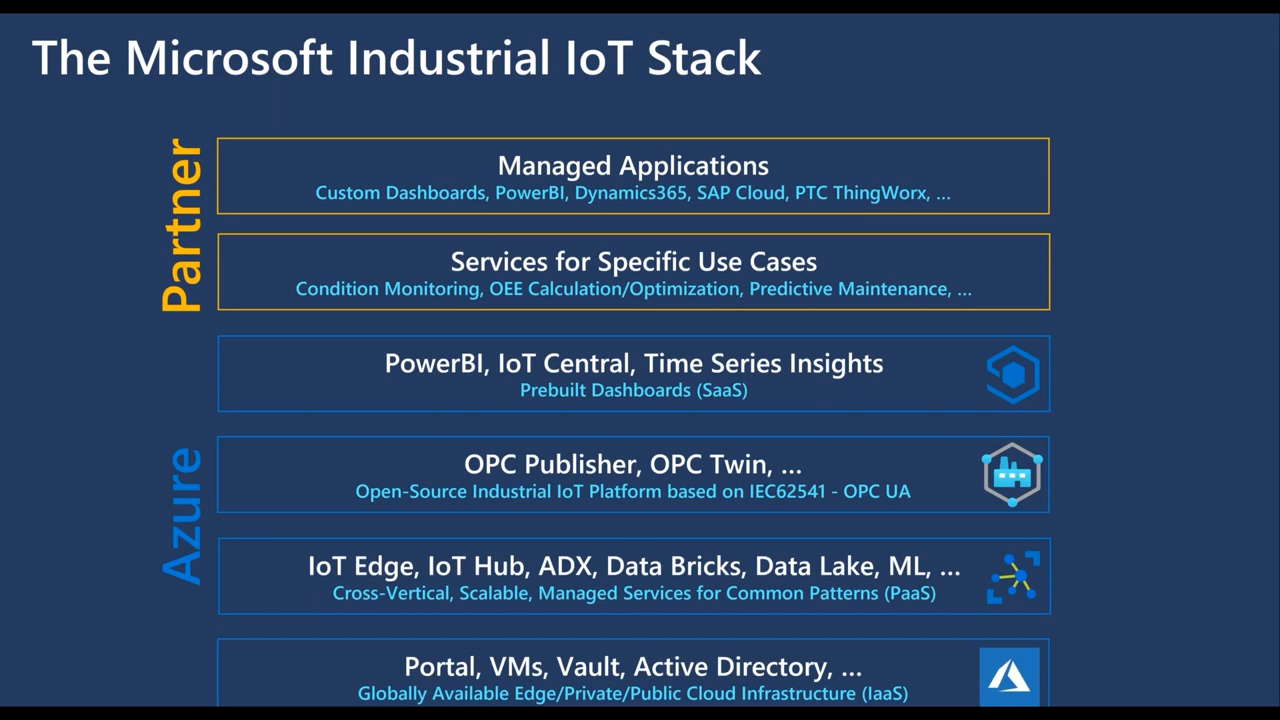 The Microsoft Industrial IoT Stack
Partner
Managed Applications
Custom Dashboards, PowerBI, Dynamics365, SAP Cloud, PTC ThingWorx, ...
Services for Specific Use Cases
Condition Monitoring, OEE Calculation/Optimization, Predictive Maintenance, ...
Azure
PowerBI, IoT Central, Time Series Insights
Prebuilt Dashboards (SaaS)
OPC Publisher, OPC Twin, ...
Open-Source Industrial IoT Platform based on IEC62541 - OPC UA
IoT Edge, IoT Hub, ADX, Data Bricks, Data Lake, ML, ...
Cross-Vertical, Scalable, Managed Services for Common Patterns (PaaS)
Portal, VMs, Vault, Active Directory, ...
Globally Available Edge/Private/Public Cloud Infrastructure (IaaS)